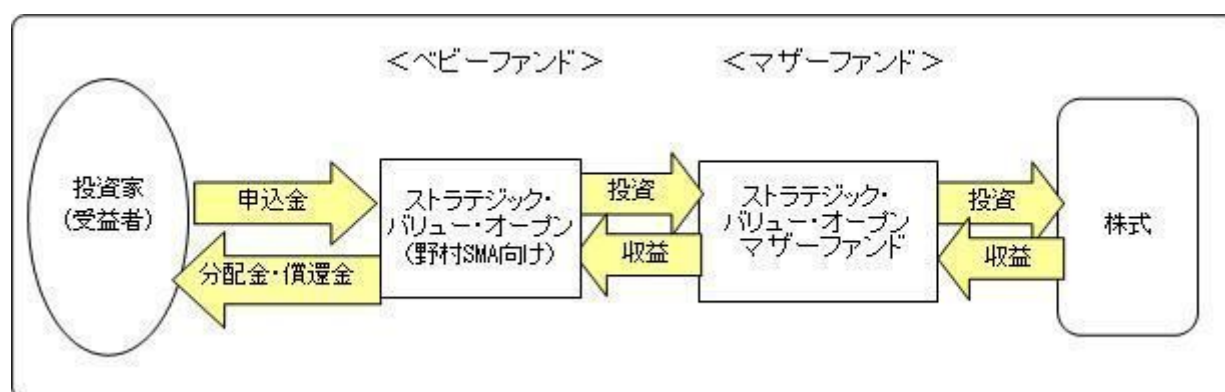 ＜ベビーファンド＞
＜マザーファンド＞
投資家
(受益者)
申込金
分配金・償還金
ストラテジック・
バリュー・オープン
(野村SMA向け)
投資
収益
ストラテジック・
バリュー・オープン
マザーファンド
投資
収益
株式